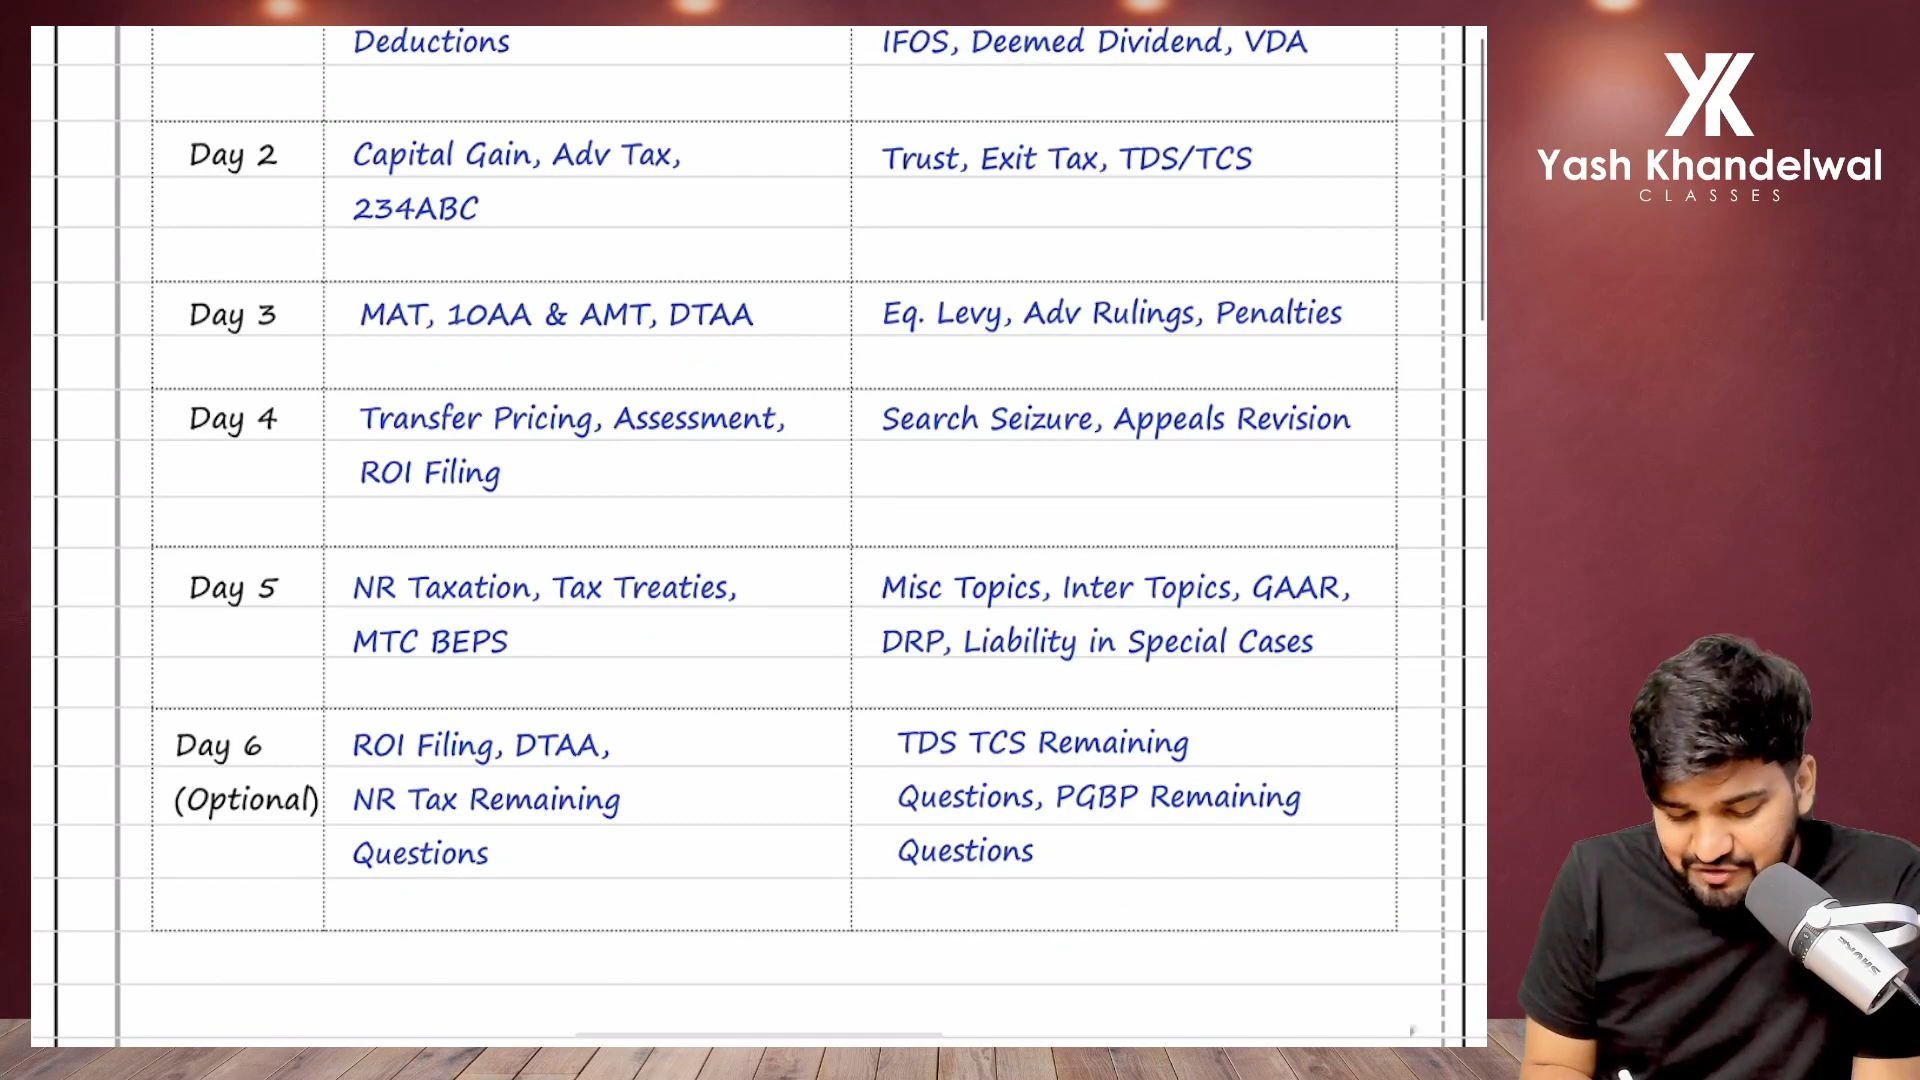 Deductions
IFOS, Deemed Dividend, VDA
Day 2
Capital Gain, Adv Tax,
234ABC
Trust, Exit Tax, TDS/TCS
Day 3
MAT, 10AA & AMT, DTAA
Eq. Levy, Adv Rulings, Penalties
Day 4
Transfer Pricing, Assessment,
ROI Filing
Search Seizure, Appeals Revision
Day 5
NR Taxation, Tax Treaties,
MTC BEPS
Misc Topics, Inter Topics, GAAR,
DRP, Liability in Special Cases
Day 6
(Optional)
ROI Filing, DTAA,
NR Tax Remaining
Questions
TDS TCS Remaining
Questions, PGBP Remaining
Questions
YK
Yash Khandelwal
CLASSES
SHURE